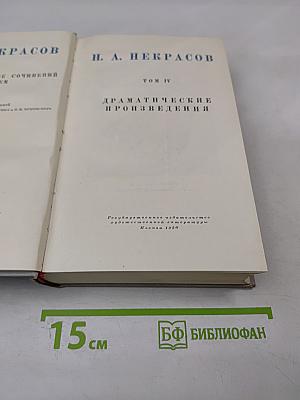 КРАСОВ
Е СОЧИНЕНИЙ
Н. А. НЕКРАСОВ
ТОМ IV
ДРАМАТИЧЕСКИЕ
ПРОИЗВЕДЕНИЯ
Государственное издательство
художественной литературы
Москва
15 см
БФ БИБЛИОФАН